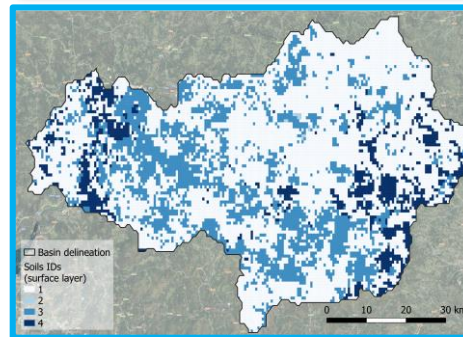 Basin delineation
Soils IDs
(surface layer)
1
2
3
4
0 10 20 30 km